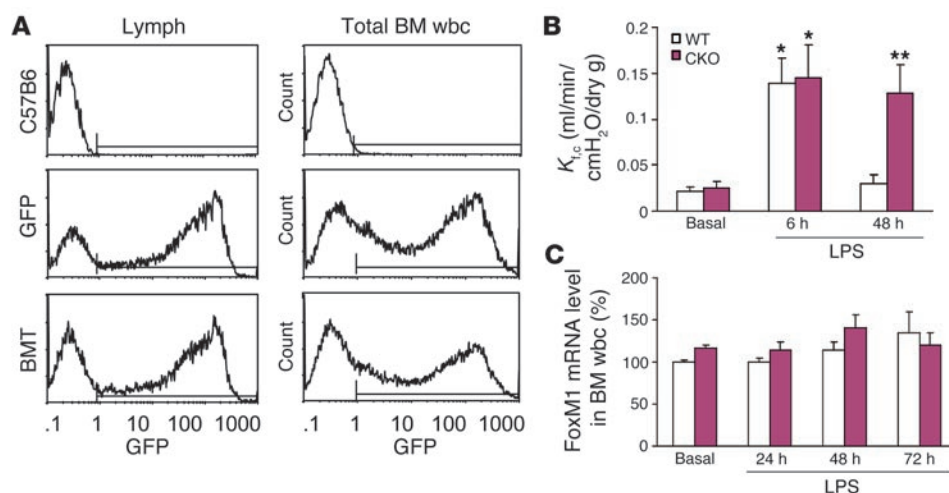 A
Lymph
Total BM wbc
C57B6
Count
GFP
Count
BMT
Count
.1 1 10 100 1000
GFP
.1 1 10 100 1000
GFP
B
WT
CKO
K_f,c (ml/min/
cmH₂O/dry g)
0.2
0.15
0.1
0.05
0
* * **
Basal
6 h
48 h
LPS
C
FoxM1 mRNA level
in BM wbc (%)
200
150
100
50
0
Basal
24 h
48 h
72 h
LPS